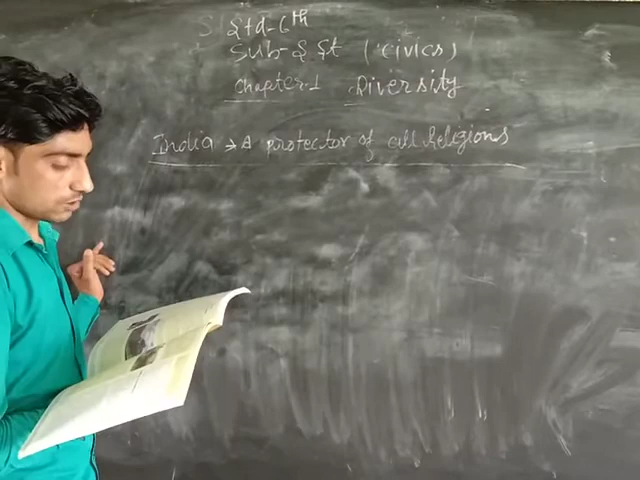 Std-6th
Sub-S St (Civics)
Chapter-1 Diversity
India → A protector of all Religions